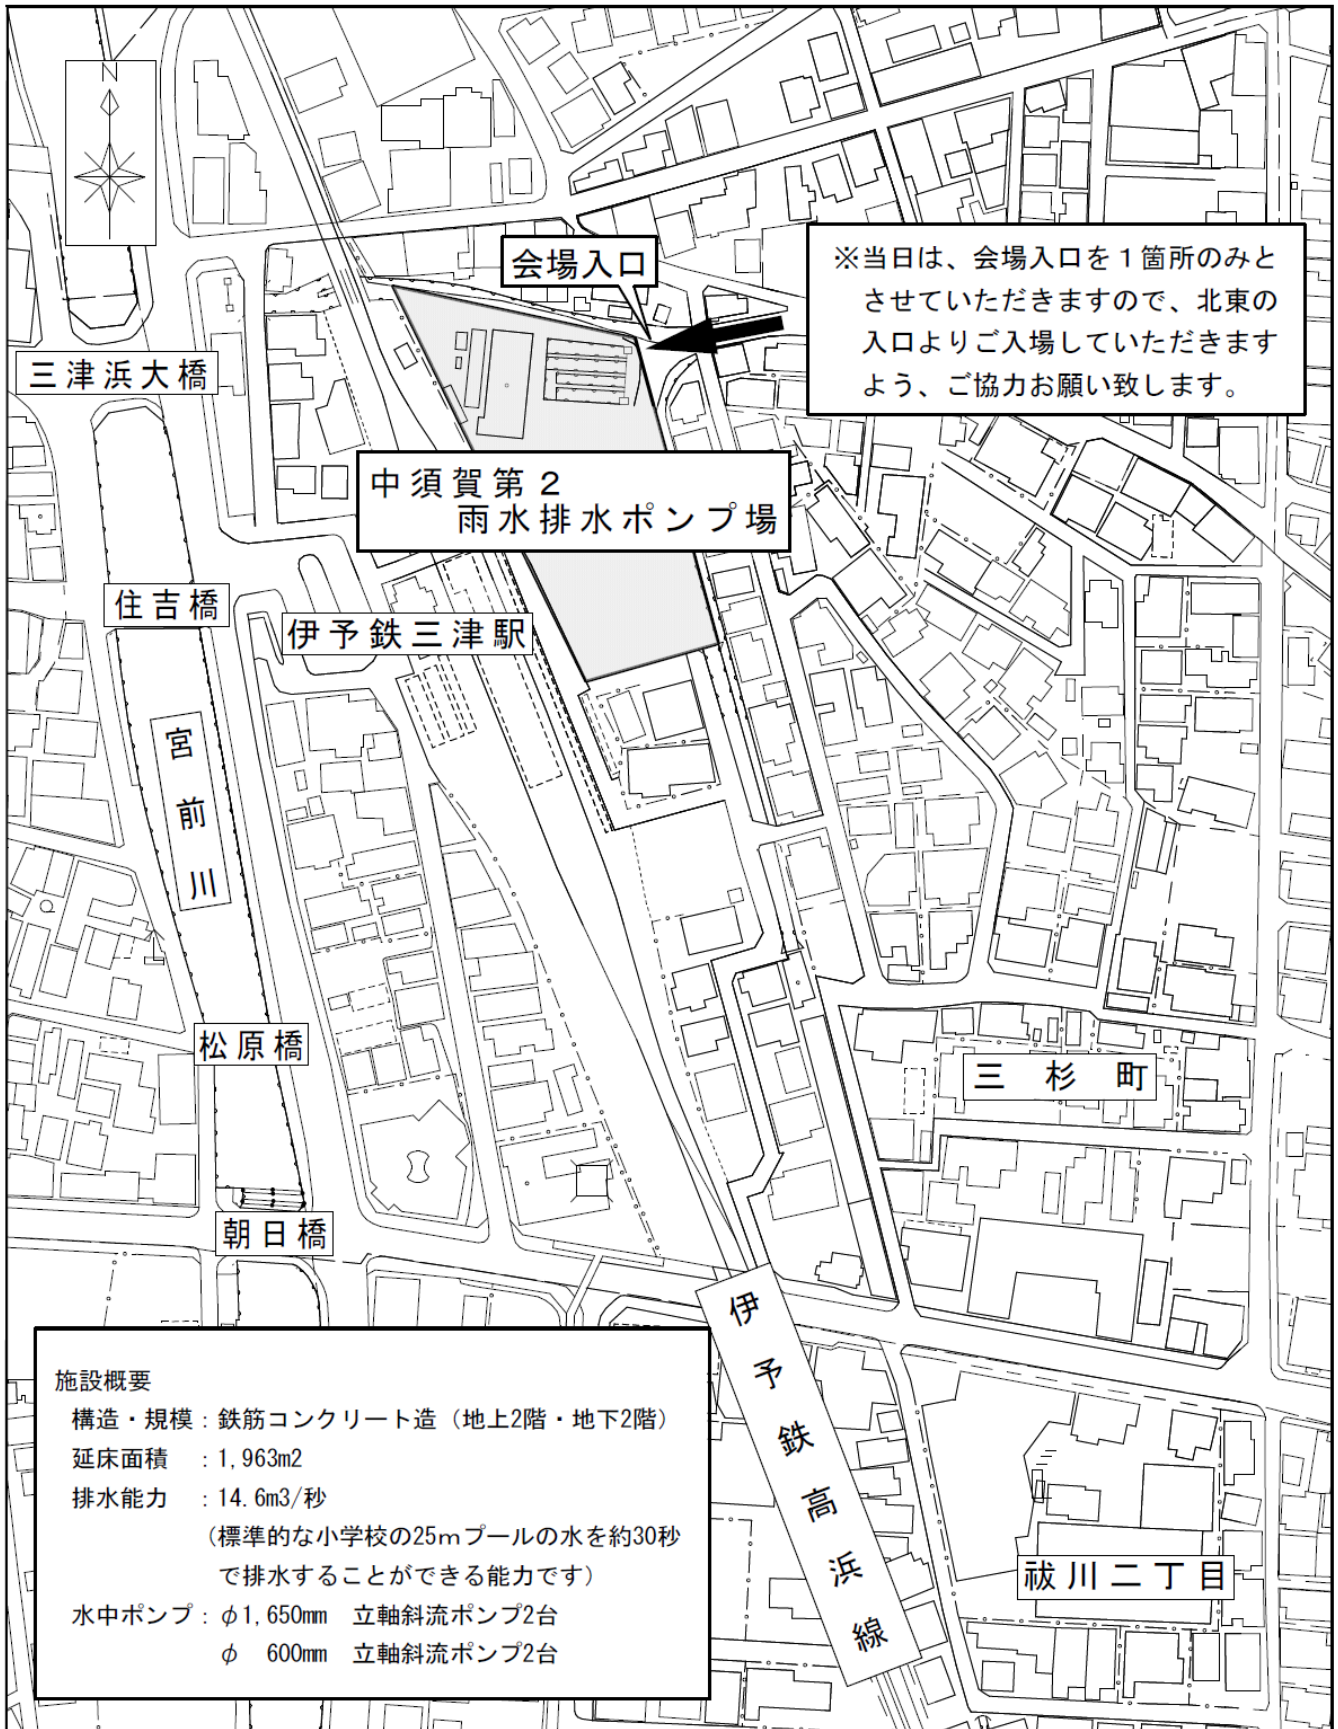 N
会場入口
※当日は、会場入口を１箇所のみと
させていただきますので、北東の
入口よりご入場していただきます
よう、ご協力お願い致します。
三津浜大橋
中須賀第２
雨水排水ポンプ場
住吉橋
伊予鉄三津駅
宮前川
松原橋
三杉町
朝日橋
伊予鉄高浜線
施設概要
構造・規模：鉄筋コンクリート造（地上2階・地下2階）
延床面積　：1,963m2
排水能力　：14.6m3/秒
（標準的な小学校の25ｍプールの水を約30秒
で排水することができる能力です）
水中ポンプ：φ1,650mm　立軸斜流ポンプ2台
φ　600mm　立軸斜流ポンプ2台
祓川二丁目